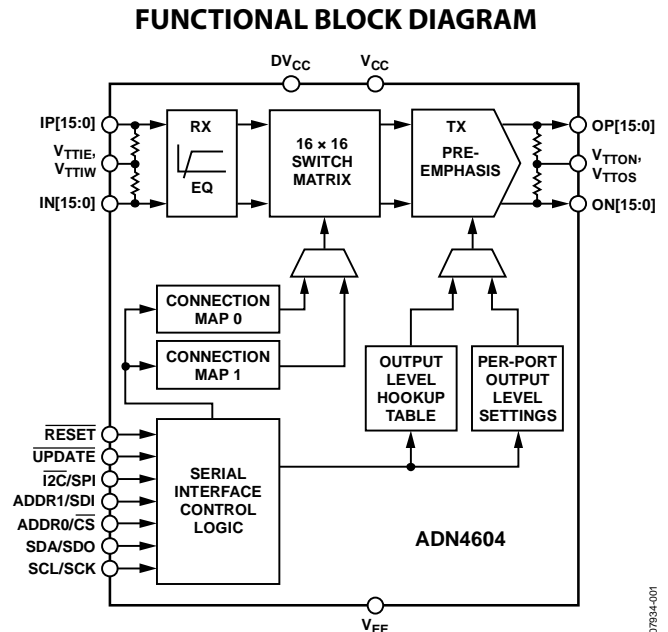 FUNCTIONAL BLOCK DIAGRAM
DVCC
VCC
IP[15:0]
VTTIE,
VTTIW
IN[15:0]
RX
EQ
16 × 16
SWITCH
MATRIX
TX
PRE-
EMPHASIS
OP[15:0]
VTTON,
VTTOS
ON[15:0]
CONNECTION
MAP 0
CONNECTION
MAP 1
OUTPUT
LEVEL
HOOKUP
TABLE
PER-PORT
OUTPUT
LEVEL
SETTINGS
RESET
UPDATE
I2C/SPI
ADDR1/SDI
ADDR0/CS
SDA/SDO
SCL/SCK
SERIAL
INTERFACE
CONTROL
LOGIC
ADN4604
VEE
07934-001